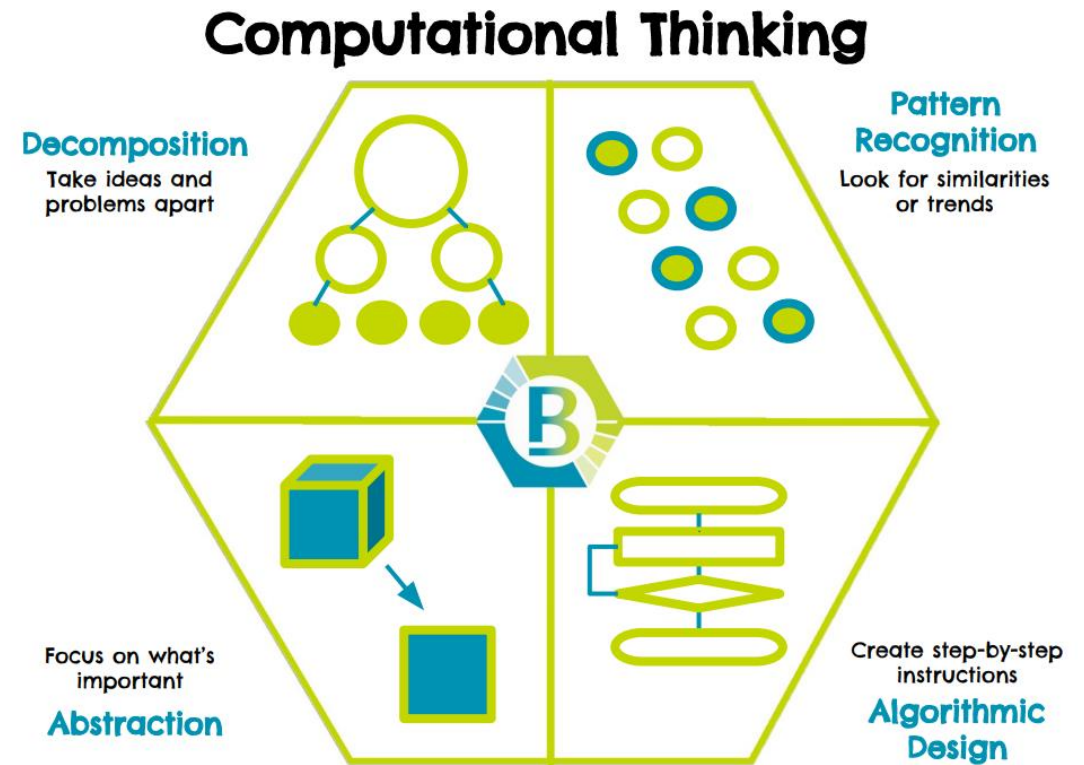 Computational Thinking
Decomposition
Take ideas and
problems apart
Pattern
Recognition
Look for similarities
or trends
B
Focus on what's
important
Abstraction
Create step-by-step
instructions
Algorithmic
Design